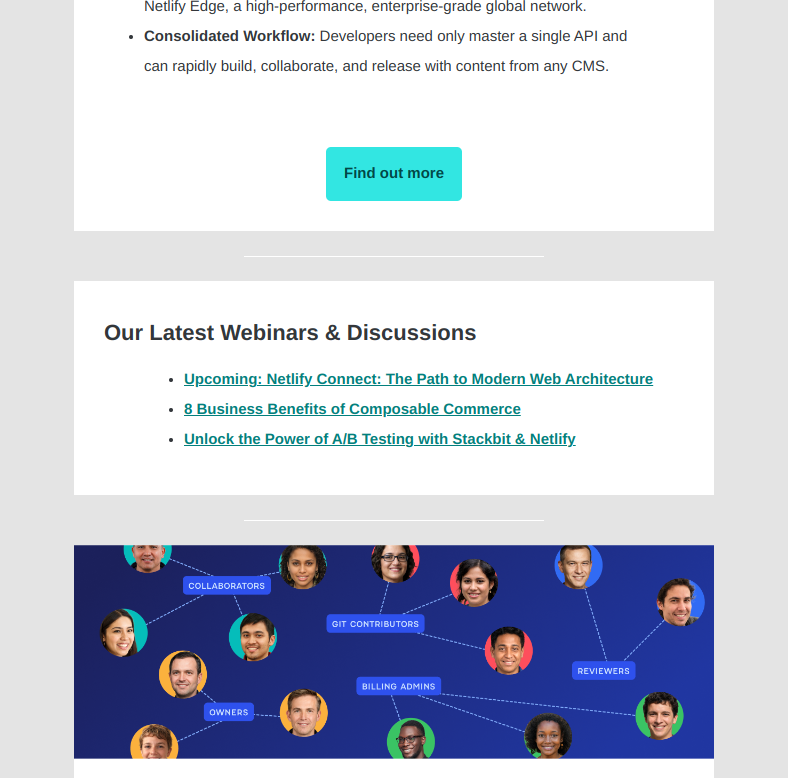 Netlify Edge, a high-performance, enterprise-grade global network.
• Consolidated Workflow: Developers need only master a single API and
can rapidly build, collaborate, and release with content from any CMS.
Find out more
Our Latest Webinars & Discussions
• Upcoming: Netlify Connect: The Path to Modern Web Architecture
• 8 Business Benefits of Composable Commerce
• Unlock the Power of A/B Testing with Stackbit & Netlify
COLLABORATORS
GIT CONTRIBUTORS
REVIEWERS
BILLING ADMINS
OWNERS